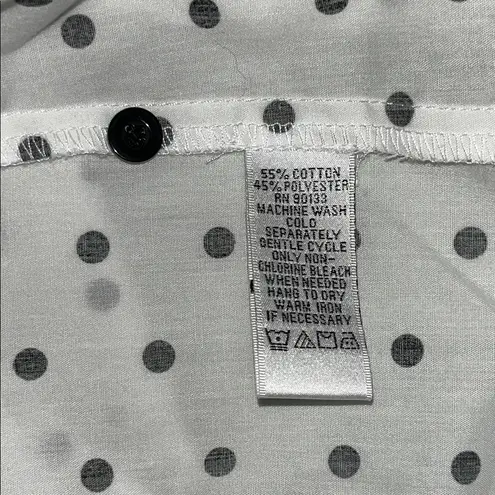 55% COTTON
45% POLYESTER
RN 90133
MACHINE WASH
COLD
SEPARATELY
GENTLE CYCLE
ONLY NON-
CHLORINE BLEACH
WHEN NEEDED
HANG TO DRY
WARM IRON
IF NECESSARY